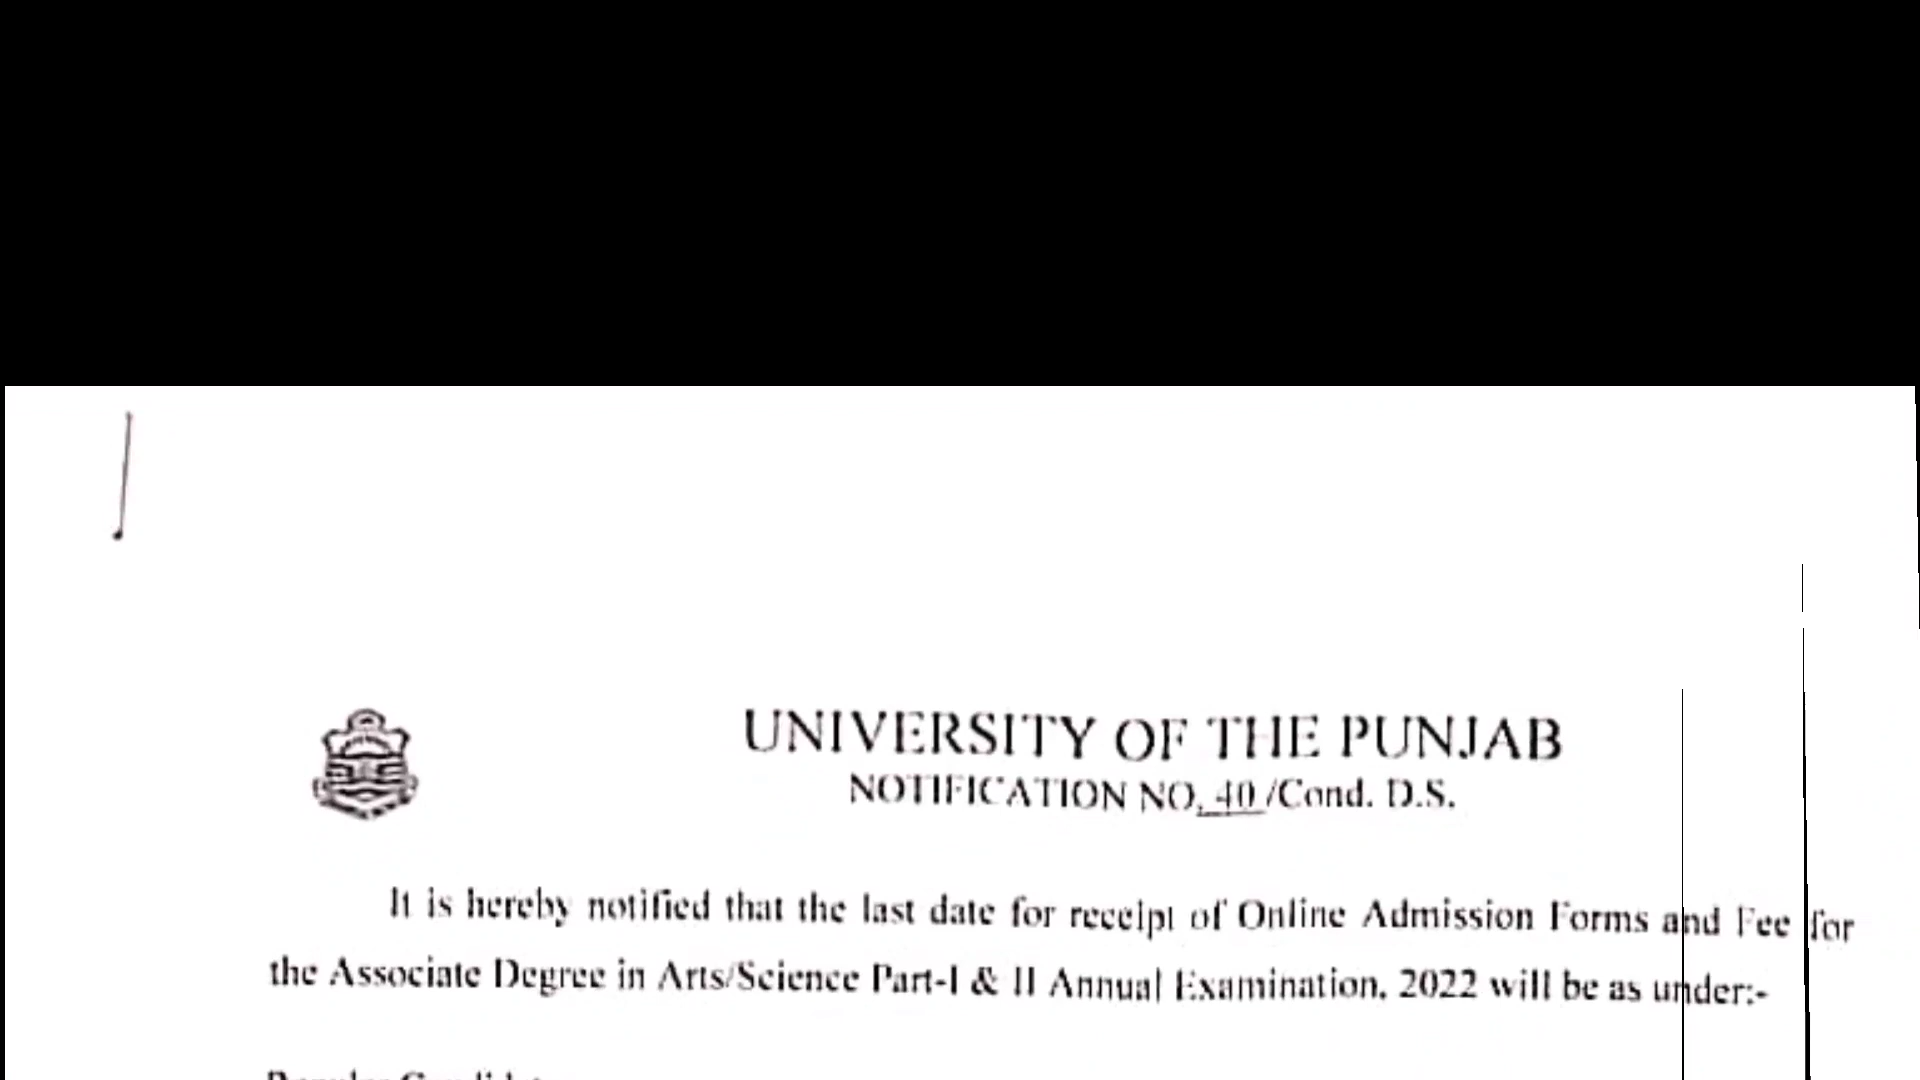 UNIVERSITY OF THE PUNJAB
NOTIFICATION NO. 40 /Cond. D.S.
It is hereby notified that the last date for receipt of Online Admission Forms and Fee for
the Associate Degree in Arts/Science Part-I & II Annual Examination, 2022 will be as under:-